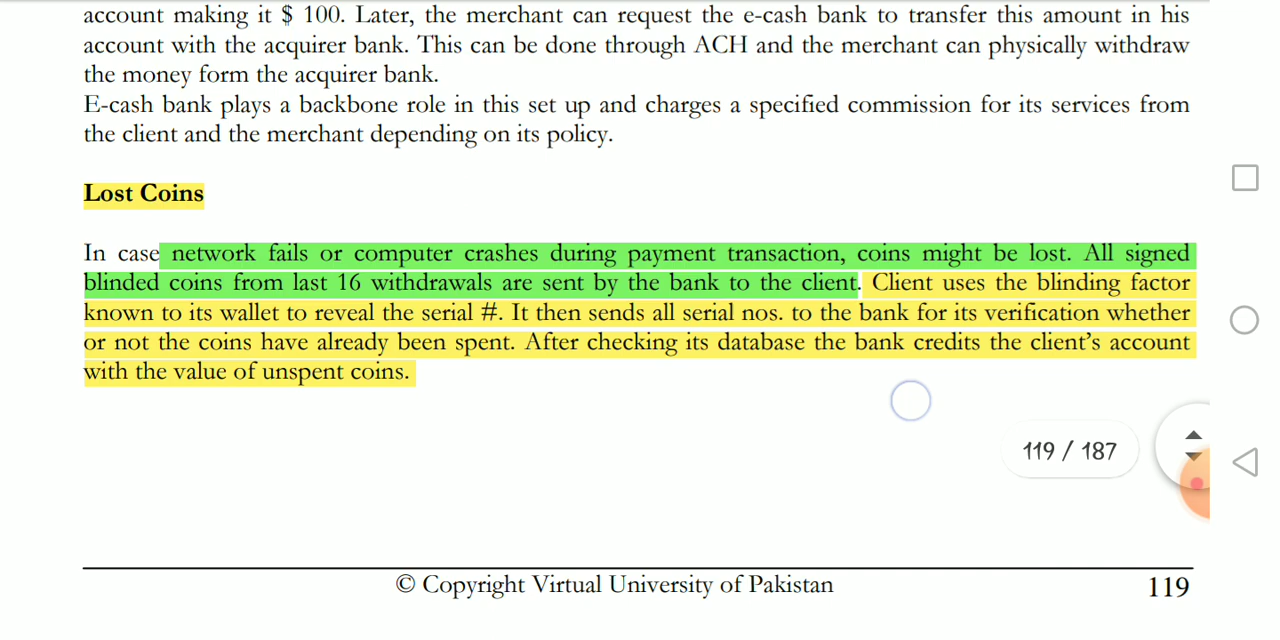 account making it $ 100. Later, the merchant can request the e-cash bank to transfer this amount in his
account with the acquirer bank. This can be done through ACH and the merchant can physically withdraw
the money form the acquirer bank.
E-cash bank plays a backbone role in this set up and charges a specified commission for its services from
the client and the merchant depending on its policy.
Lost Coins
In case network fails or computer crashes during payment transaction, coins might be lost. All signed
blinded coins from last 16 withdrawals are sent by the bank to the client. Client uses the blinding factor
known to its wallet to reveal the serial #. It then sends all serial nos. to the bank for its verification whether
or not the coins have already been spent. After checking its database the bank credits the client’s account
with the value of unspent coins.
119 / 187
© Copyright Virtual University of Pakistan 119